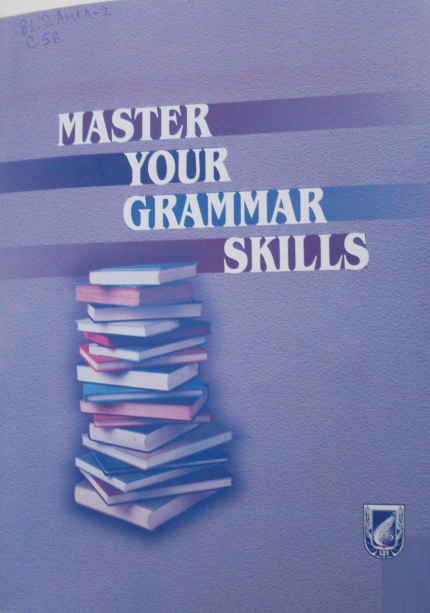 81.2 АНГЛ-2
С 56
MASTER
YOUR
GRAMMAR
SKILLS